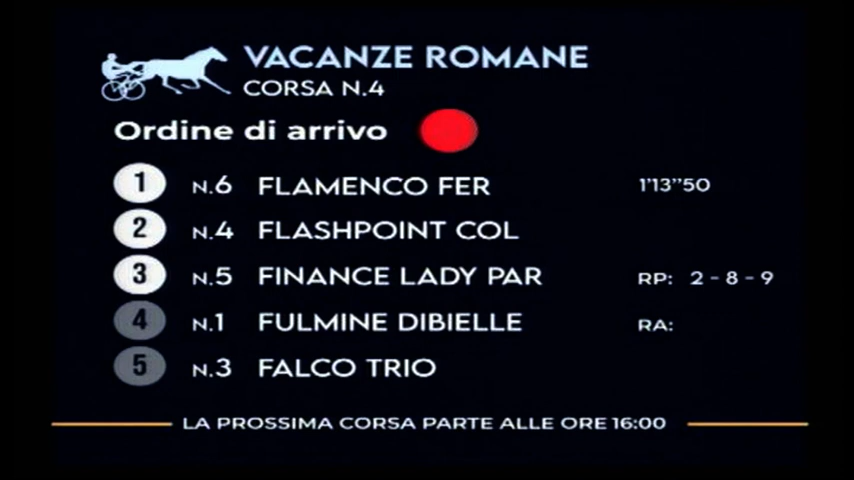 VACANZE ROMANE
CORSA N.4
Ordine di arrivo
1 N.6 FLAMENCO FER 1'13"50
2 N.4 FLASHPOINT COL
3 N.5 FINANCE LADY PAR RP: 2 - 8 - 9
4 N.1 FULMINE DIBIELLE RA:
5 N.3 FALCO TRIO
LA PROSSIMA CORSA PARTE ALLE ORE 16:00